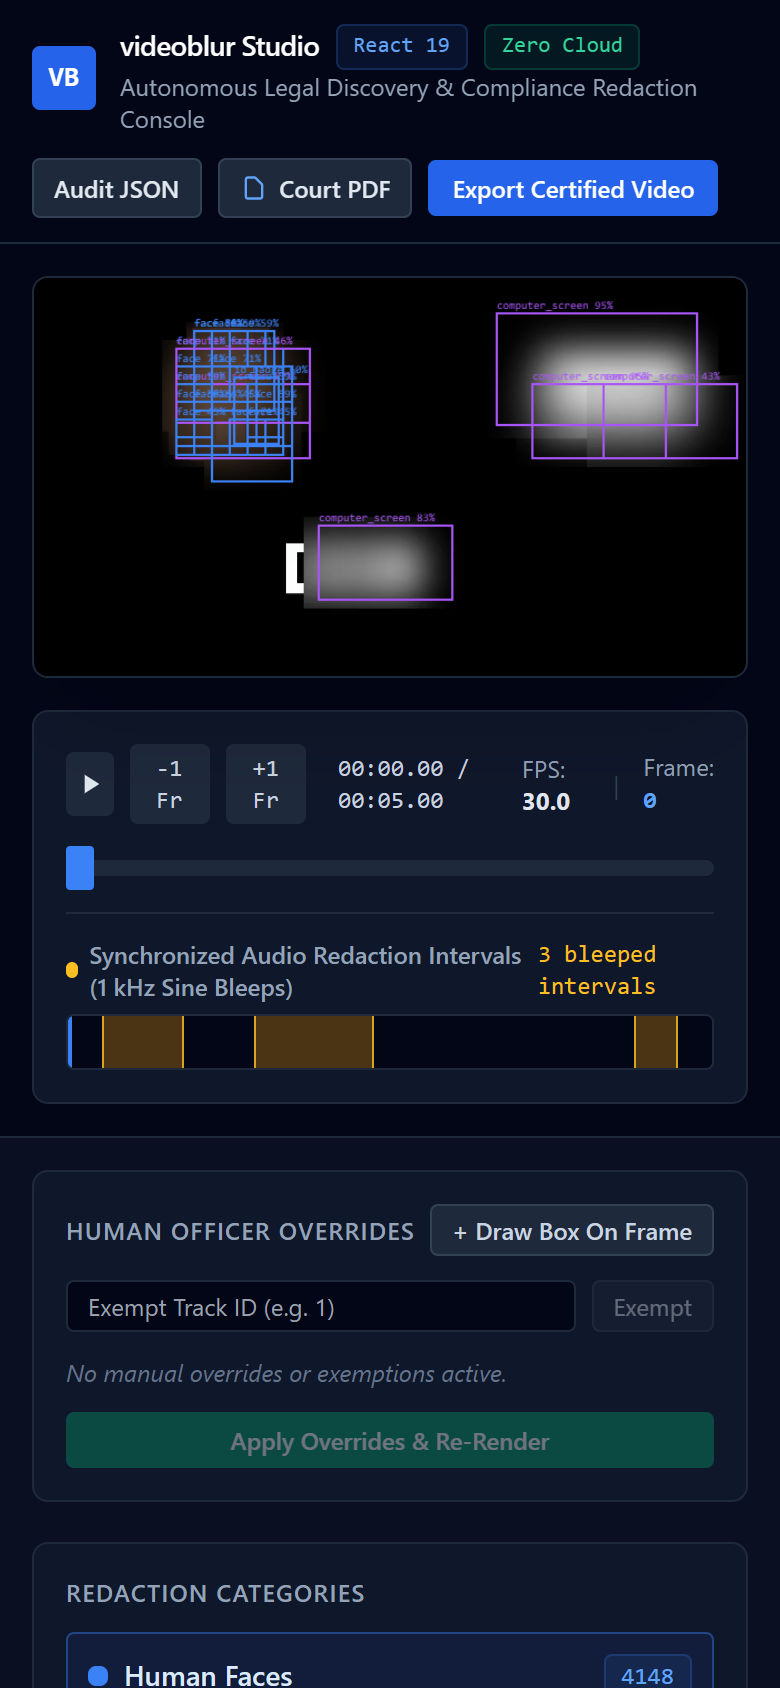 VB
videoblur Studio
React 19
Zero Cloud
Autonomous Legal Discovery & Compliance Redaction
Console
Audit JSON
Court PDF
Export Certified Video
computer_screen 95%
computer_screen 83%
-1
Fr
+1
Fr
00:00.00 /
00:05.00
FPS:
30.0
Frame:
0
Synchronized Audio Redaction Intervals
(1 kHz Sine Bleeps)
3 bleeped
intervals
HUMAN OFFICER OVERRIDES
+ Draw Box On Frame
Exempt Track ID (e.g. 1)
Exempt
No manual overrides or exemptions active.
Apply Overrides & Re-Render
REDACTION CATEGORIES
Human Faces
4148